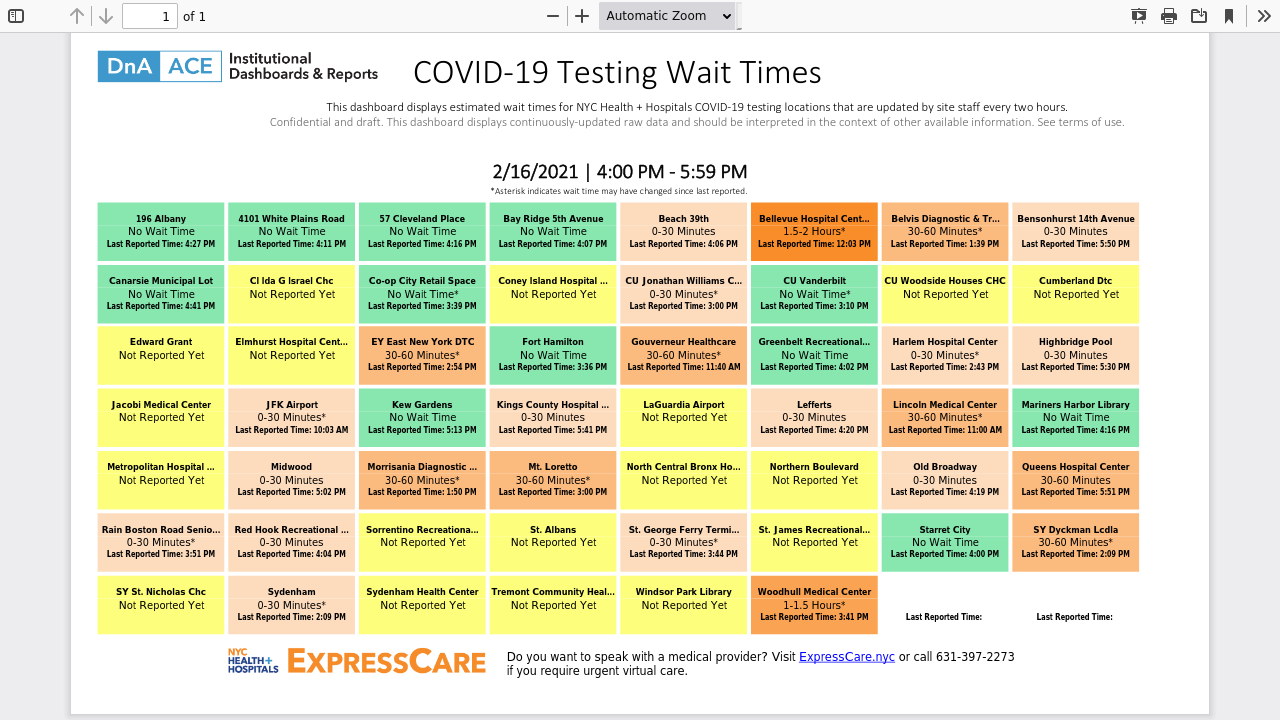 1 of 1 Automatic Zoom
DnA ACE Institutional Dashboards & Reports
COVID-19 Testing Wait Times
This dashboard displays estimated wait times for NYC Health + Hospitals COVID-19 testing locations that are updated by site staff every two hours.
Confidential and draft. This dashboard displays continuously-updated raw data and should be interpreted in the context of other available information. See terms of use.
2/16/2021 | 4:00 PM - 5:59 PM
*Asterisk indicates wait time may have changed since last reported.
196 Albany
No Wait Time
Last Reported Time: 4:27 PM
4101 White Plains Road
No Wait Time
Last Reported Time: 4:11 PM
57 Cleveland Place
No Wait Time
Last Reported Time: 4:16 PM
Bay Ridge 5th Avenue
No Wait Time
Last Reported Time: 4:07 PM
Beach 39th
0-30 Minutes
Last Reported Time: 4:06 PM
Bellevue Hospital Cent...
1.5-2 Hours*
Last Reported Time: 12:03 PM
Belvis Diagnostic & Tr...
30-60 Minutes*
Last Reported Time: 1:39 PM
Bensonhurst 14th Avenue
0-30 Minutes
Last Reported Time: 5:50 PM
Canarsie Municipal Lot
No Wait Time
Last Reported Time: 4:41 PM
Cl Ida G Israel Chc
Not Reported Yet
Co-op City Retail Space
No Wait Time*
Last Reported Time: 3:39 PM
Coney Island Hospital ...
Not Reported Yet
CU Jonathan Williams C...
0-30 Minutes*
Last Reported Time: 3:00 PM
CU Vanderbilt
No Wait Time*
Last Reported Time: 3:10 PM
CU Woodside Houses CHC
Not Reported Yet
Cumberland Dtc
Not Reported Yet
Edward Grant
Not Reported Yet
Elmhurst Hospital Cent...
Not Reported Yet
EY East New York DTC
30-60 Minutes*
Last Reported Time: 2:54 PM
Fort Hamilton
No Wait Time
Last Reported Time: 3:36 PM
Gouverneur Healthcare
30-60 Minutes*
Last Reported Time: 11:40 AM
Greenbelt Recreational...
No Wait Time
Last Reported Time: 4:02 PM
Harlem Hospital Center
0-30 Minutes*
Last Reported Time: 2:43 PM
Highbridge Pool
0-30 Minutes
Last Reported Time: 5:30 PM
Jacobi Medical Center
Not Reported Yet
JFK Airport
0-30 Minutes*
Last Reported Time: 10:03 AM
Kew Gardens
No Wait Time
Last Reported Time: 5:13 PM
Kings County Hospital ...
0-30 Minutes
Last Reported Time: 5:41 PM
LaGuardia Airport
Not Reported Yet
Lefferts
0-30 Minutes
Last Reported Time: 4:20 PM
Lincoln Medical Center
30-60 Minutes*
Last Reported Time: 11:00 AM
Mariners Harbor Library
No Wait Time
Last Reported Time: 4:16 PM
Metropolitan Hospital ...
Not Reported Yet
Midwood
0-30 Minutes
Last Reported Time: 5:02 PM
Morrisania Diagnostic ...
30-60 Minutes*
Last Reported Time: 1:50 PM
Mt. Loretto
30-60 Minutes*
Last Reported Time: 3:00 PM
North Central Bronx Ho...
Not Reported Yet
Northern Boulevard
Not Reported Yet
Old Broadway
0-30 Minutes
Last Reported Time: 4:19 PM
Queens Hospital Center
30-60 Minutes
Last Reported Time: 5:51 PM
Rain Boston Road Senio...
0-30 Minutes*
Last Reported Time: 3:51 PM
Red Hook Recreational ...
0-30 Minutes
Last Reported Time: 4:04 PM
Sorrentino Recreationa...
Not Reported Yet
St. Albans
Not Reported Yet
St. George Ferry Termi...
0-30 Minutes*
Last Reported Time: 3:44 PM
St. James Recreational...
Not Reported Yet
Starret City
No Wait Time
Last Reported Time: 4:00 PM
SY Dyckman Lcdla
30-60 Minutes*
Last Reported Time: 2:09 PM
SY St. Nicholas Chc
Not Reported Yet
Sydenham
0-30 Minutes*
Last Reported Time: 2:09 PM
Sydenham Health Center
Not Reported Yet
Tremont Community Heal...
Not Reported Yet
Windsor Park Library
Not Reported Yet
Woodhull Medical Center
1-1.5 Hours*
Last Reported Time: 3:41 PM
Last Reported Time:
Last Reported Time:
NYC HEALTH+ HOSPITALS
EXPRESSCARE
Do you want to speak with a medical provider? Visit ExpressCare.nyc or call 631-397-2273
if you require urgent virtual care.